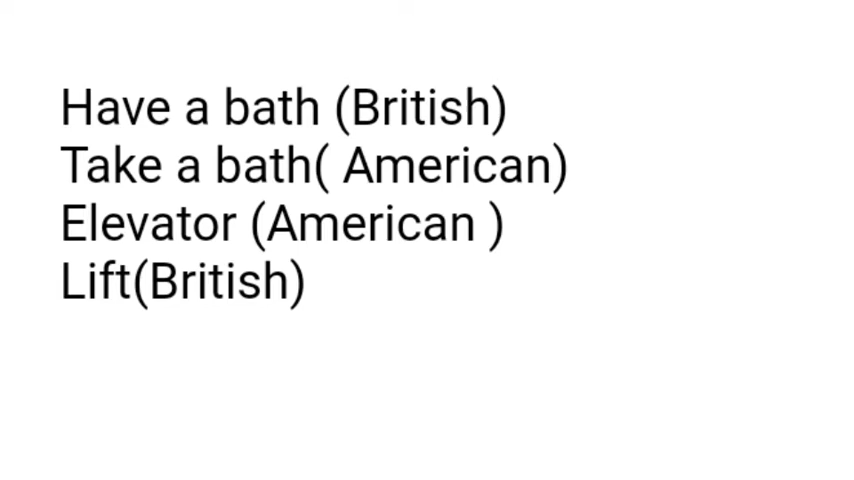 Have a bath (British)
Take a bath( American)
Elevator (American )
Lift(British)